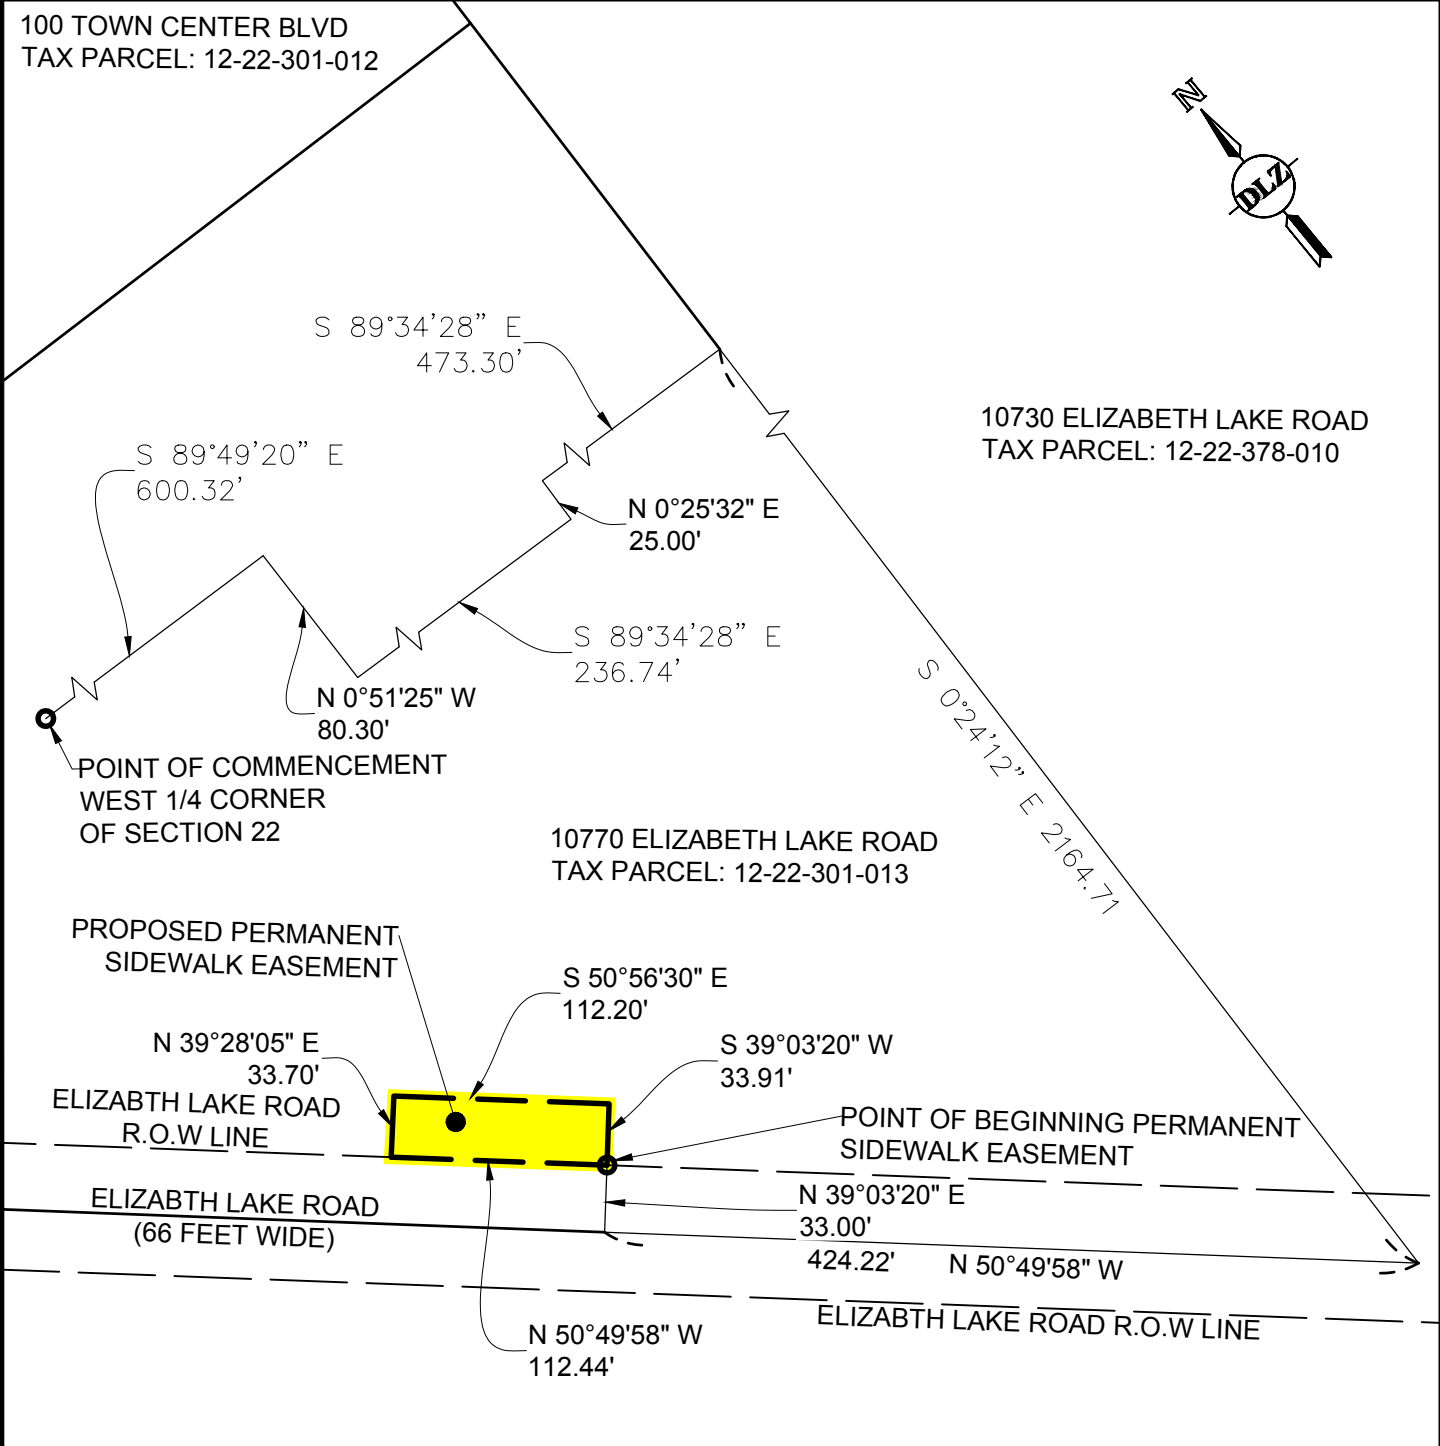 100 TOWN CENTER BLVD
TAX PARCEL: 12-22-301-012
N
DLZ
S 89°34'28" E
473.30'
10730 ELIZABETH LAKE ROAD
TAX PARCEL: 12-22-378-010
S 89°49'20" E
600.32'
N 0°25'32" E
25.00'
S 89°34'28" E
236.74'
N 0°51'25" W
80.30'
S 0°24'12" E 2164.71
POINT OF COMMENCEMENT
WEST 1/4 CORNER
OF SECTION 22
10770 ELIZABETH LAKE ROAD
TAX PARCEL: 12-22-301-013
PROPOSED PERMANENT
SIDEWALK EASEMENT
S 50°56'30" E
112.20'
N 39°28'05" E
33.70'
S 39°03'20" W
33.91'
ELIZABTH LAKE ROAD
R.O.W LINE
POINT OF BEGINNING PERMANENT
SIDEWALK EASEMENT
ELIZABTH LAKE ROAD
(66 FEET WIDE)
N 39°03'20" E
33.00'
424.22' N 50°49'58" W
ELIZABTH LAKE ROAD R.O.W LINE
N 50°49'58" W
112.44'